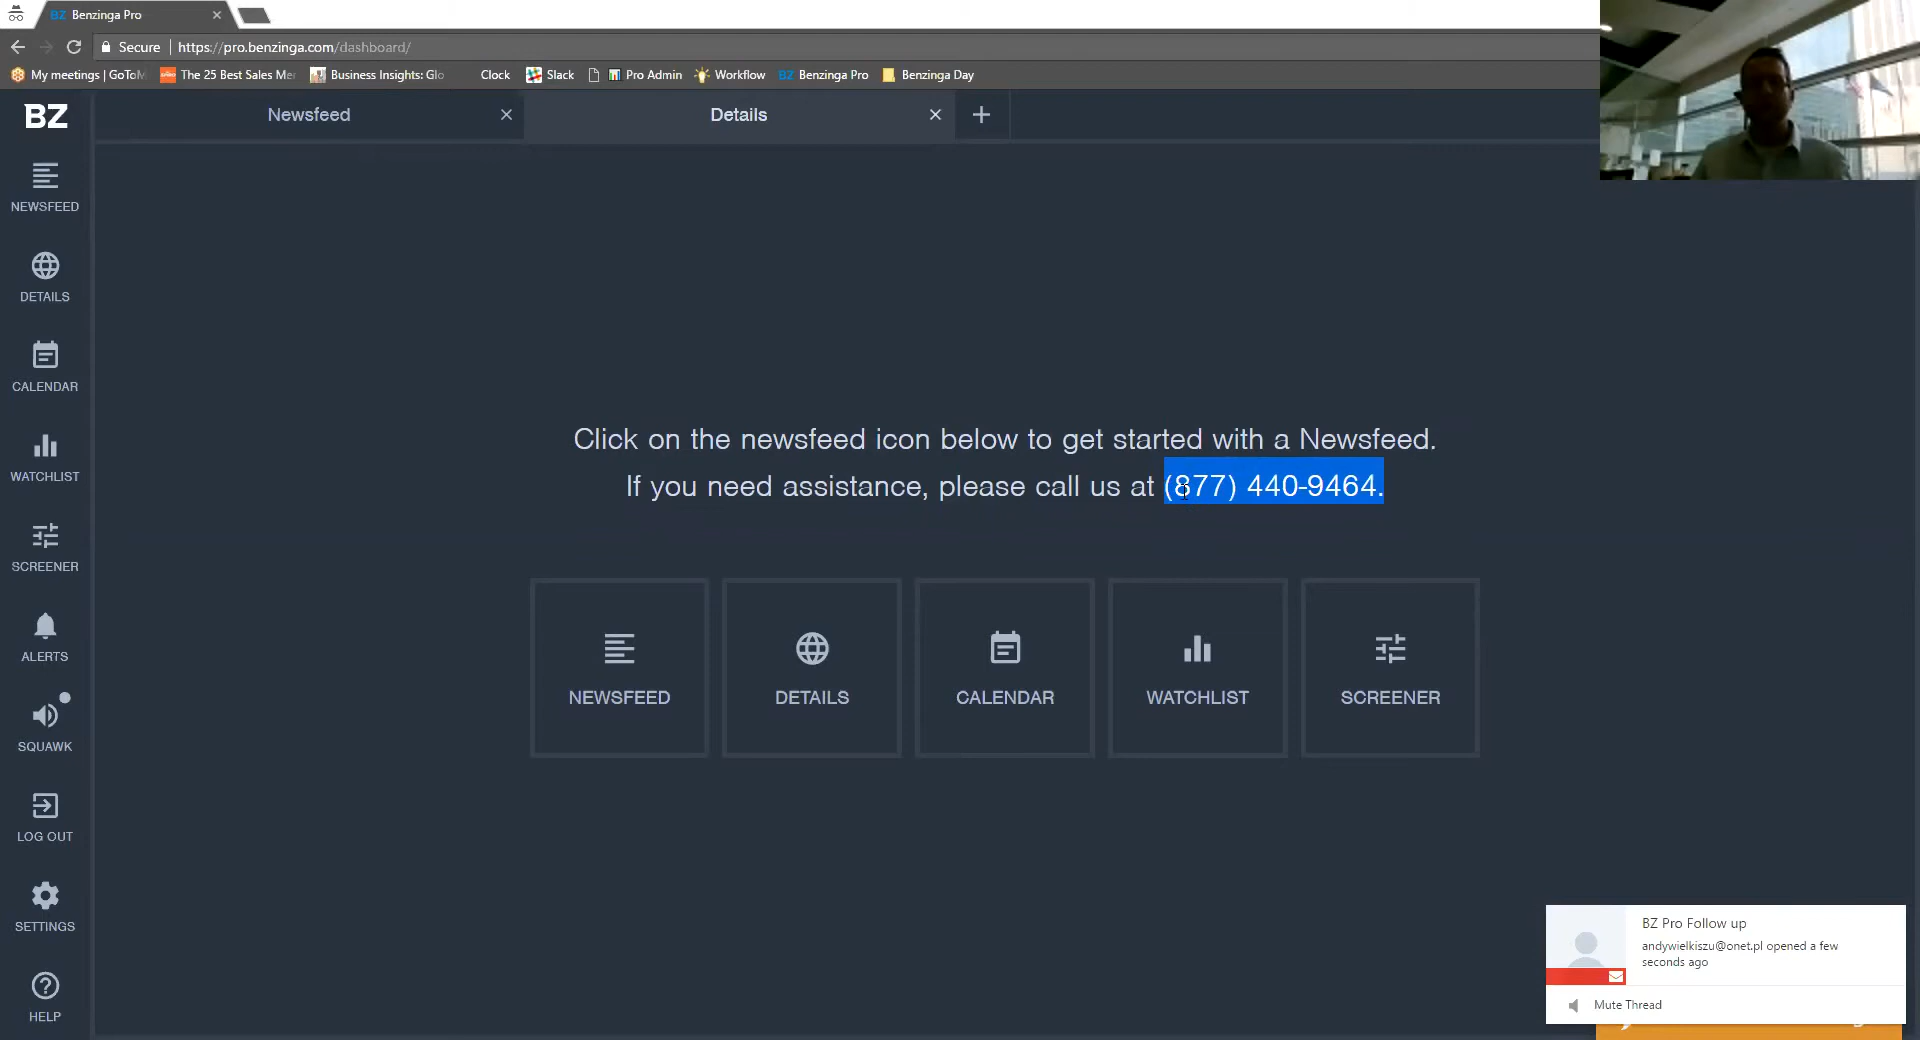 BZ Benzinga Pro
Secure https://pro.benzinga.com/dashboard/
My meetings | GoToM The 25 Best Sales Me Business Insights: Glo Clock Slack Pro Admin Workflow BZ Benzinga Pro Benzinga Day
BZ
Newsfeed Details
NEWSFEED
DETAILS
CALENDAR
WATCHLIST
SCREENER
ALERTS
SQUAWK
LOG OUT
SETTINGS
HELP
Click on the newsfeed icon below to get started with a Newsfeed.
If you need assistance, please call us at (877) 440-9464.
NEWSFEED DETAILS CALENDAR WATCHLIST SCREENER
BZ Pro Follow up
andywielkiszu@onet.pl opened a few
seconds ago
Mute Thread